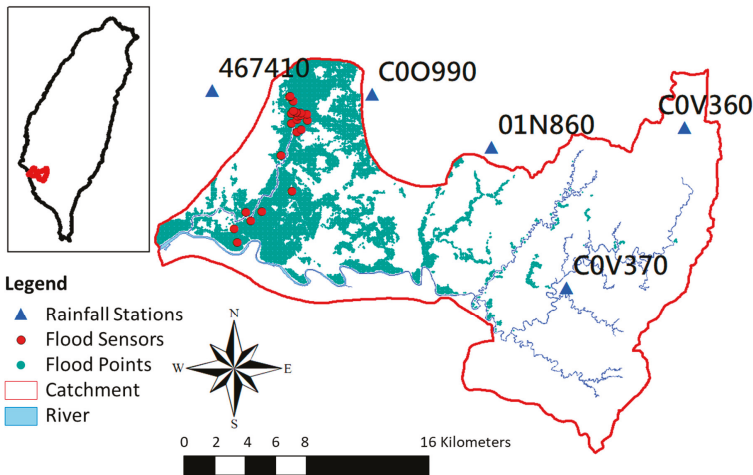 467410
C0O990
01N860
C0V360
C0V370
Legend
Rainfall Stations
Flood Sensors
Flood Points
Catchment
River
N
W E
S
0 2 4 6 8 16 Kilometers